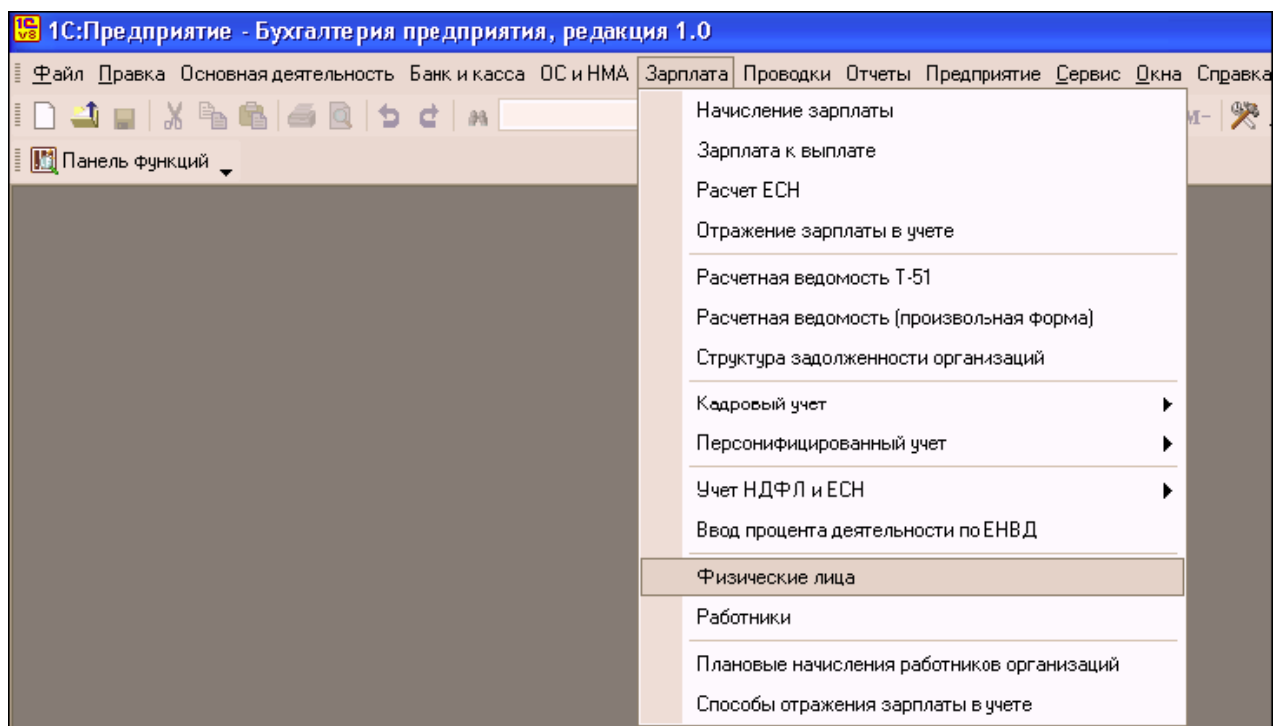 1С:Предприятие - Бухгалтерия предприятия, редакция 1.0
Файл Правка Основная деятельность Банк и касса ОС и НМА Зарплата Проводки Отчеты Предприятие Сервис Окна Справка
M-
Панель функций
Начисление зарплаты
Зарплата к выплате
Расчет ЕСН
Отражение зарплаты в учете
Расчетная ведомость Т-51
Расчетная ведомость (произвольная форма)
Структура задолженности организаций
Кадровый учет
Персонифицированный учет
Учет НДФЛ и ЕСН
Ввод процента деятельности по ЕНВД
Физические лица
Работники
Плановые начисления работников организаций
Способы отражения зарплаты в учете